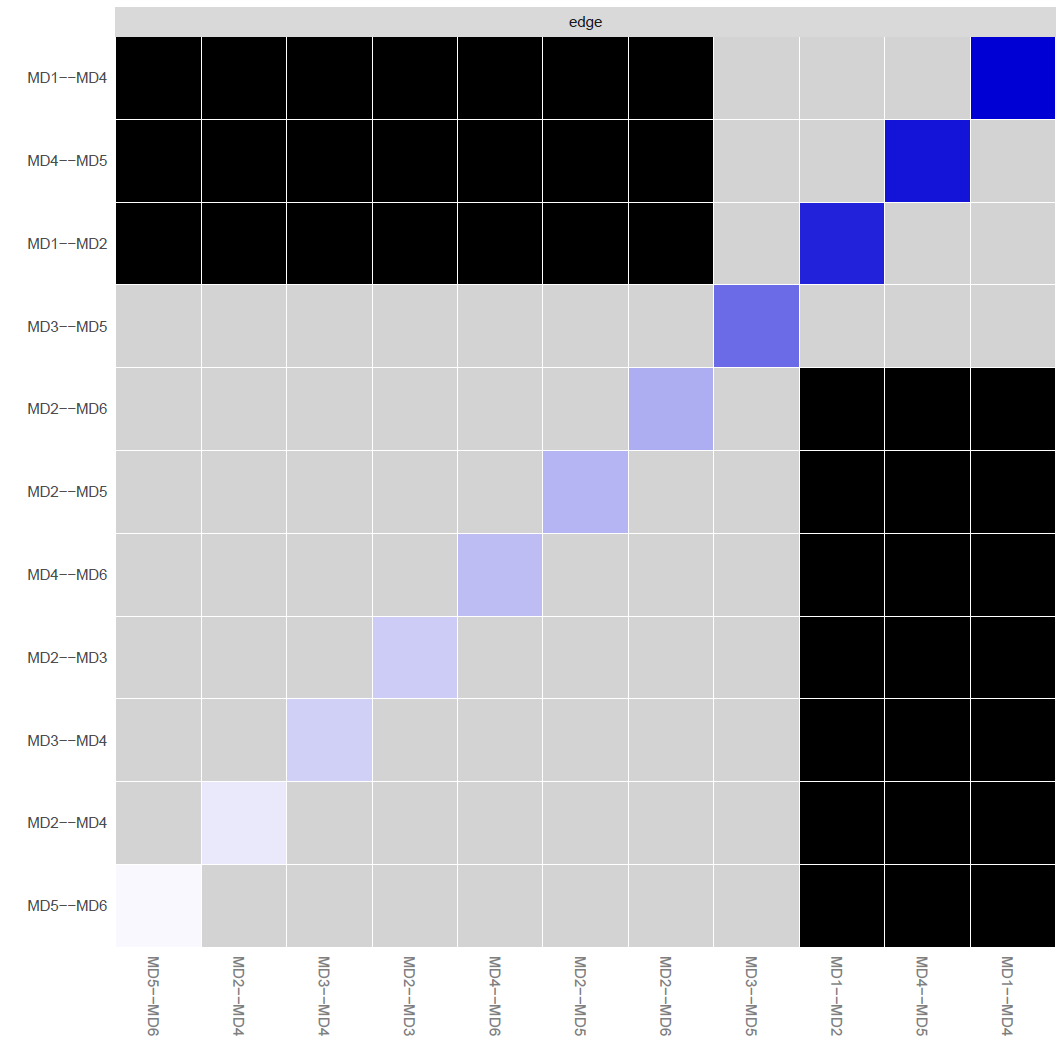 edge
MD1−−MD4
MD4−−MD5
MD1−−MD2
MD3−−MD5
MD2−−MD6
MD2−−MD5
MD4−−MD6
MD2−−MD3
MD3−−MD4
MD2−−MD4
MD5−−MD6
MD5−−MD6
MD2−−MD4
MD3−−MD4
MD2−−MD3
MD4−−MD6
MD2−−MD5
MD2−−MD6
MD3−−MD5
MD1−−MD2
MD4−−MD5
MD1−−MD4